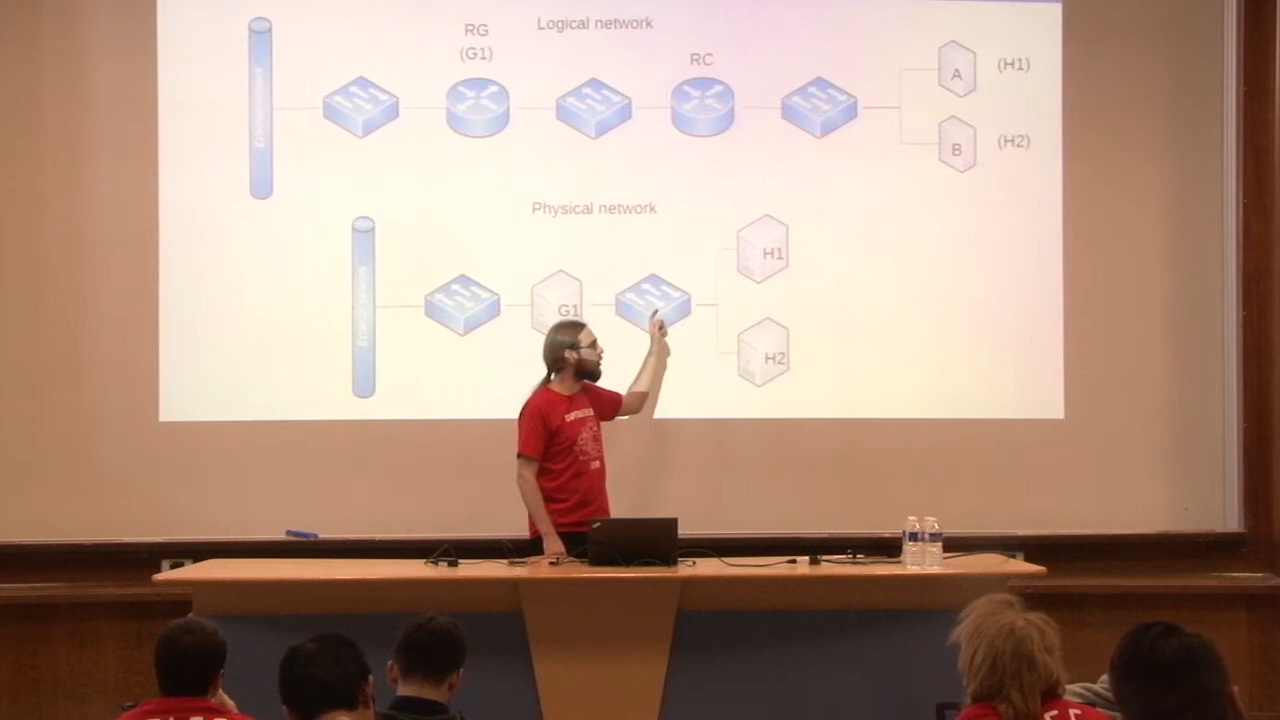 Logical network
RG
(G1)
RC
A
(H1)
B
(H2)
Physical network
H1
G1
H2